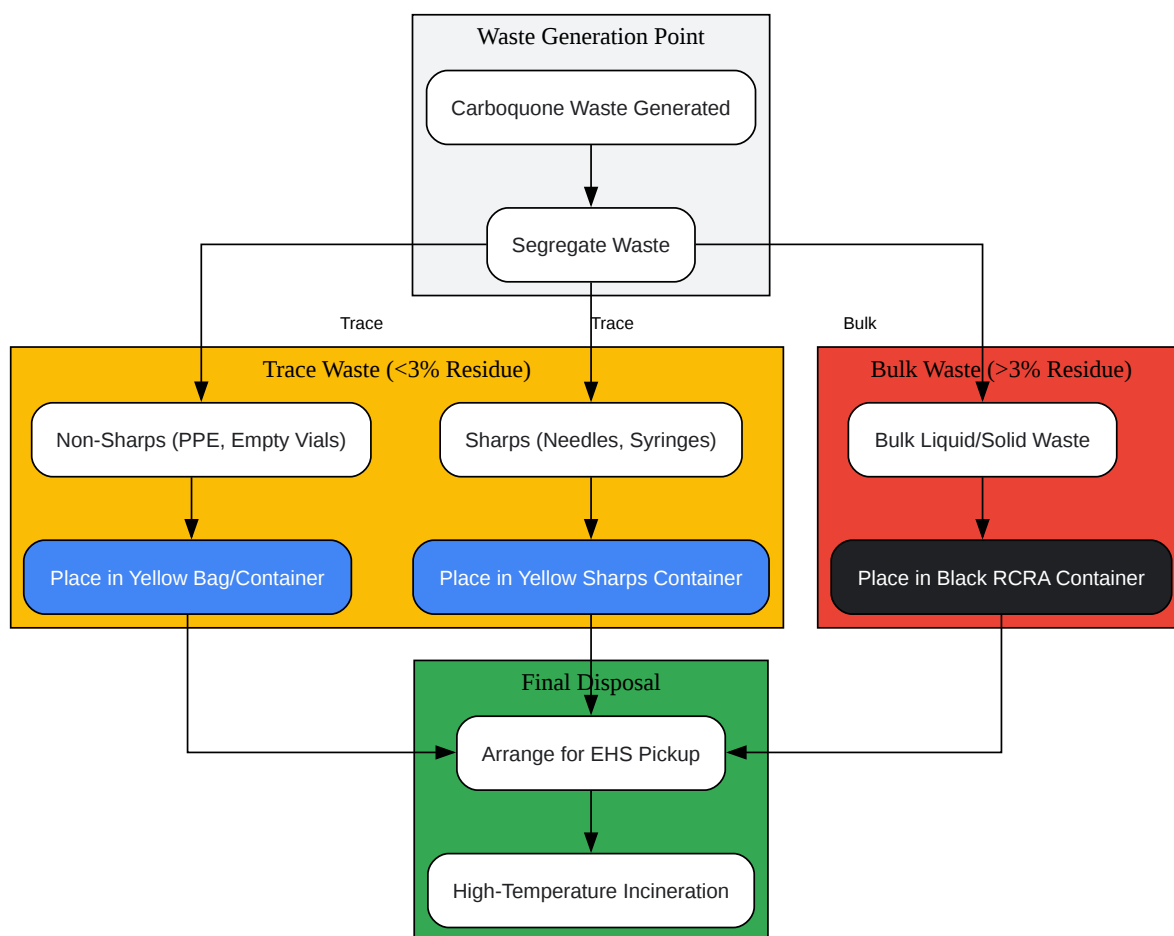 Waste Generation Point
Carboquone Waste Generated
Segregate Waste
Trace
Trace
Bulk
Trace Waste (<3% Residue)
Bulk Waste (>3% Residue)
Non-Sharps (PPE, Empty Vials)
Sharps (Needles, Syringes)
Bulk Liquid/Solid Waste
Place in Yellow Bag/Container
Place in Yellow Sharps Container
Place in Black RCRA Container
Final Disposal
Arrange for EHS Pickup
High-Temperature Incineration